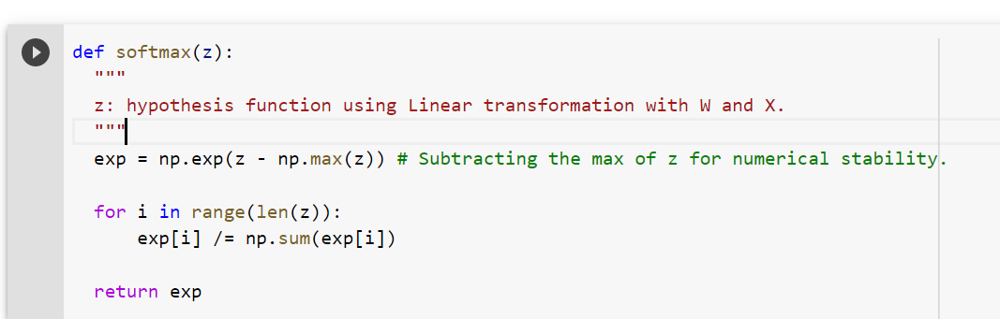 def softmax(z):
  """
  z: hypothesis function using Linear transformation with W and X.
  """
  exp = np.exp(z - np.max(z)) # Subtracting the max of z for numerical stability.
  for i in range(len(z)):
      exp[i] /= np.sum(exp[i])
  return exp